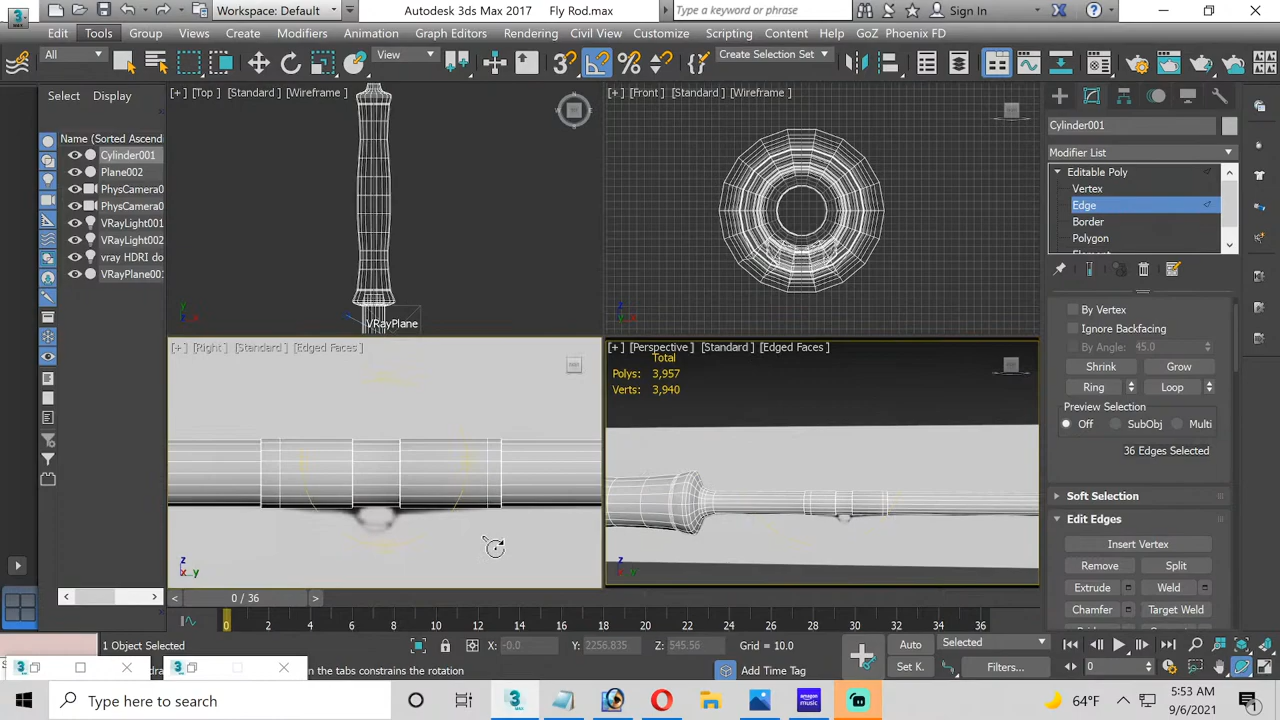 Workspace: Default
Autodesk 3ds Max 2017 Fly Rod.max
Type a keyword or phrase
Sign In
Edit Tools Group Views Create Modifiers Animation Graph Editors Rendering Civil View Customize Scripting Content Help GoZ Phoenix FD
All
View
Create Selection Set
Select Display
Name (Sorted Ascend
Cylinder001
Plane002
PhysCamera0
PhysCamera0
VRayLight001
VRayLight002
vray HDRI do
VRayPlane001
[+] [Top] [Standard] [Wireframe]
VRayPlane
[+] [Front] [Standard] [Wireframe]
[+] [Right] [Standard] [Edged Faces]
[+] [Perspective] [Standard] [Edged Faces]
Total
Polys: 3,957
Verts: 3,940
Cylinder001
Modifier List
Editable Poly
Vertex
Edge
Border
Polygon
Element
By Vertex
Ignore Backfacing
By Angle: 45.0
Shrink Grow
Ring Loop
Preview Selection
Off SubObj Multi
36 Edges Selected
Soft Selection
Edit Edges
Insert Vertex
Remove Split
Extrude Weld
Chamfer Target Weld
< 0 / 36 >
0 2 4 6 8 10 12 14 16 18 20 22 24 26 28 30 32 34 36
1 Object Selected
X: -0.0 Y: 2256.835 Z: 545.56 Grid = 10.0
Auto Selected
Set K. Filters...
0
in the tabs constrains the rotation
Add Time Tag
Type here to search
amazon music
64°F
5:53 AM
9/6/2021
1